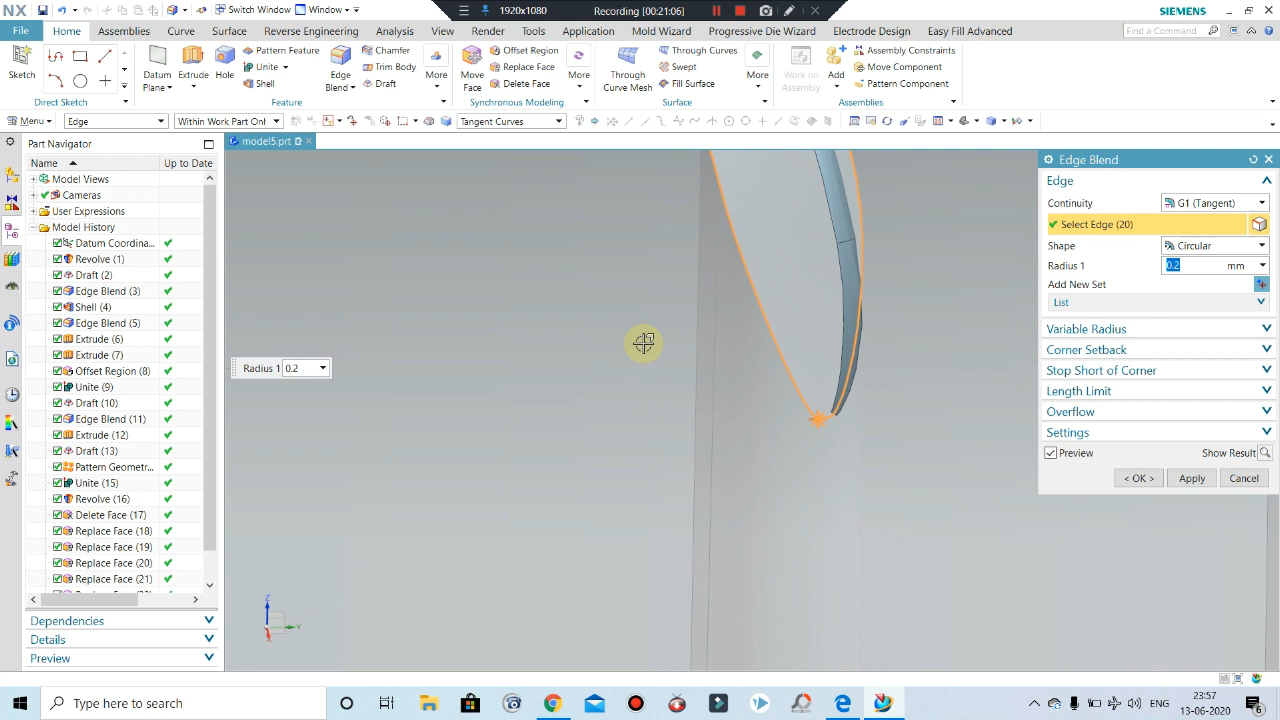 NX
Switch Window
Window
1920x1080
Recording [00:21:06]
SIEMENS
File
Home
Assemblies
Curve
Surface
Reverse Engineering
Analysis
View
Render
Tools
Application
Mold Wizard
Progressive Die Wizard
Electrode Design
Easy Fill Advanced
Find a Command
Sketch
Direct Sketch
Datum Plane
Extrude
Hole
Pattern Feature
Unite
Shell
Edge Blend
Chamfer
Trim Body
Draft
More
Feature
Move Face
Offset Region
Replace Face
Delete Face
More
Synchronous Modeling
Through Curve Mesh
Through Curves
Swept
Fill Surface
More
Surface
Work on Assembly
Add
Assembly Constraints
Move Component
Pattern Component
Assemblies
Menu
Edge
Within Work Part Onl
Tangent Curves
Part Navigator
model5.prt
Name
Up to Date
Model Views
Cameras
User Expressions
Model History
Datum Coordina...
Revolve (1)
Draft (2)
Edge Blend (3)
Shell (4)
Edge Blend (5)
Extrude (6)
Extrude (7)
Offset Region (8)
Unite (9)
Draft (10)
Edge Blend (11)
Extrude (12)
Draft (13)
Pattern Geometr...
Unite (15)
Revolve (16)
Delete Face (17)
Replace Face (18)
Replace Face (19)
Replace Face (20)
Replace Face (21)
Dependencies
Details
Preview
Radius 1 0.2
Z
Y
X
Edge Blend
Edge
Continuity G1 (Tangent)
Select Edge (20)
Shape Circular
Radius 1 0.2 mm
Add New Set
List
Variable Radius
Corner Setback
Stop Short of Corner
Length Limit
Overflow
Settings
Preview Show Result
< OK > Apply Cancel
Type here to search
ENG
23:57
13-06-2020
6